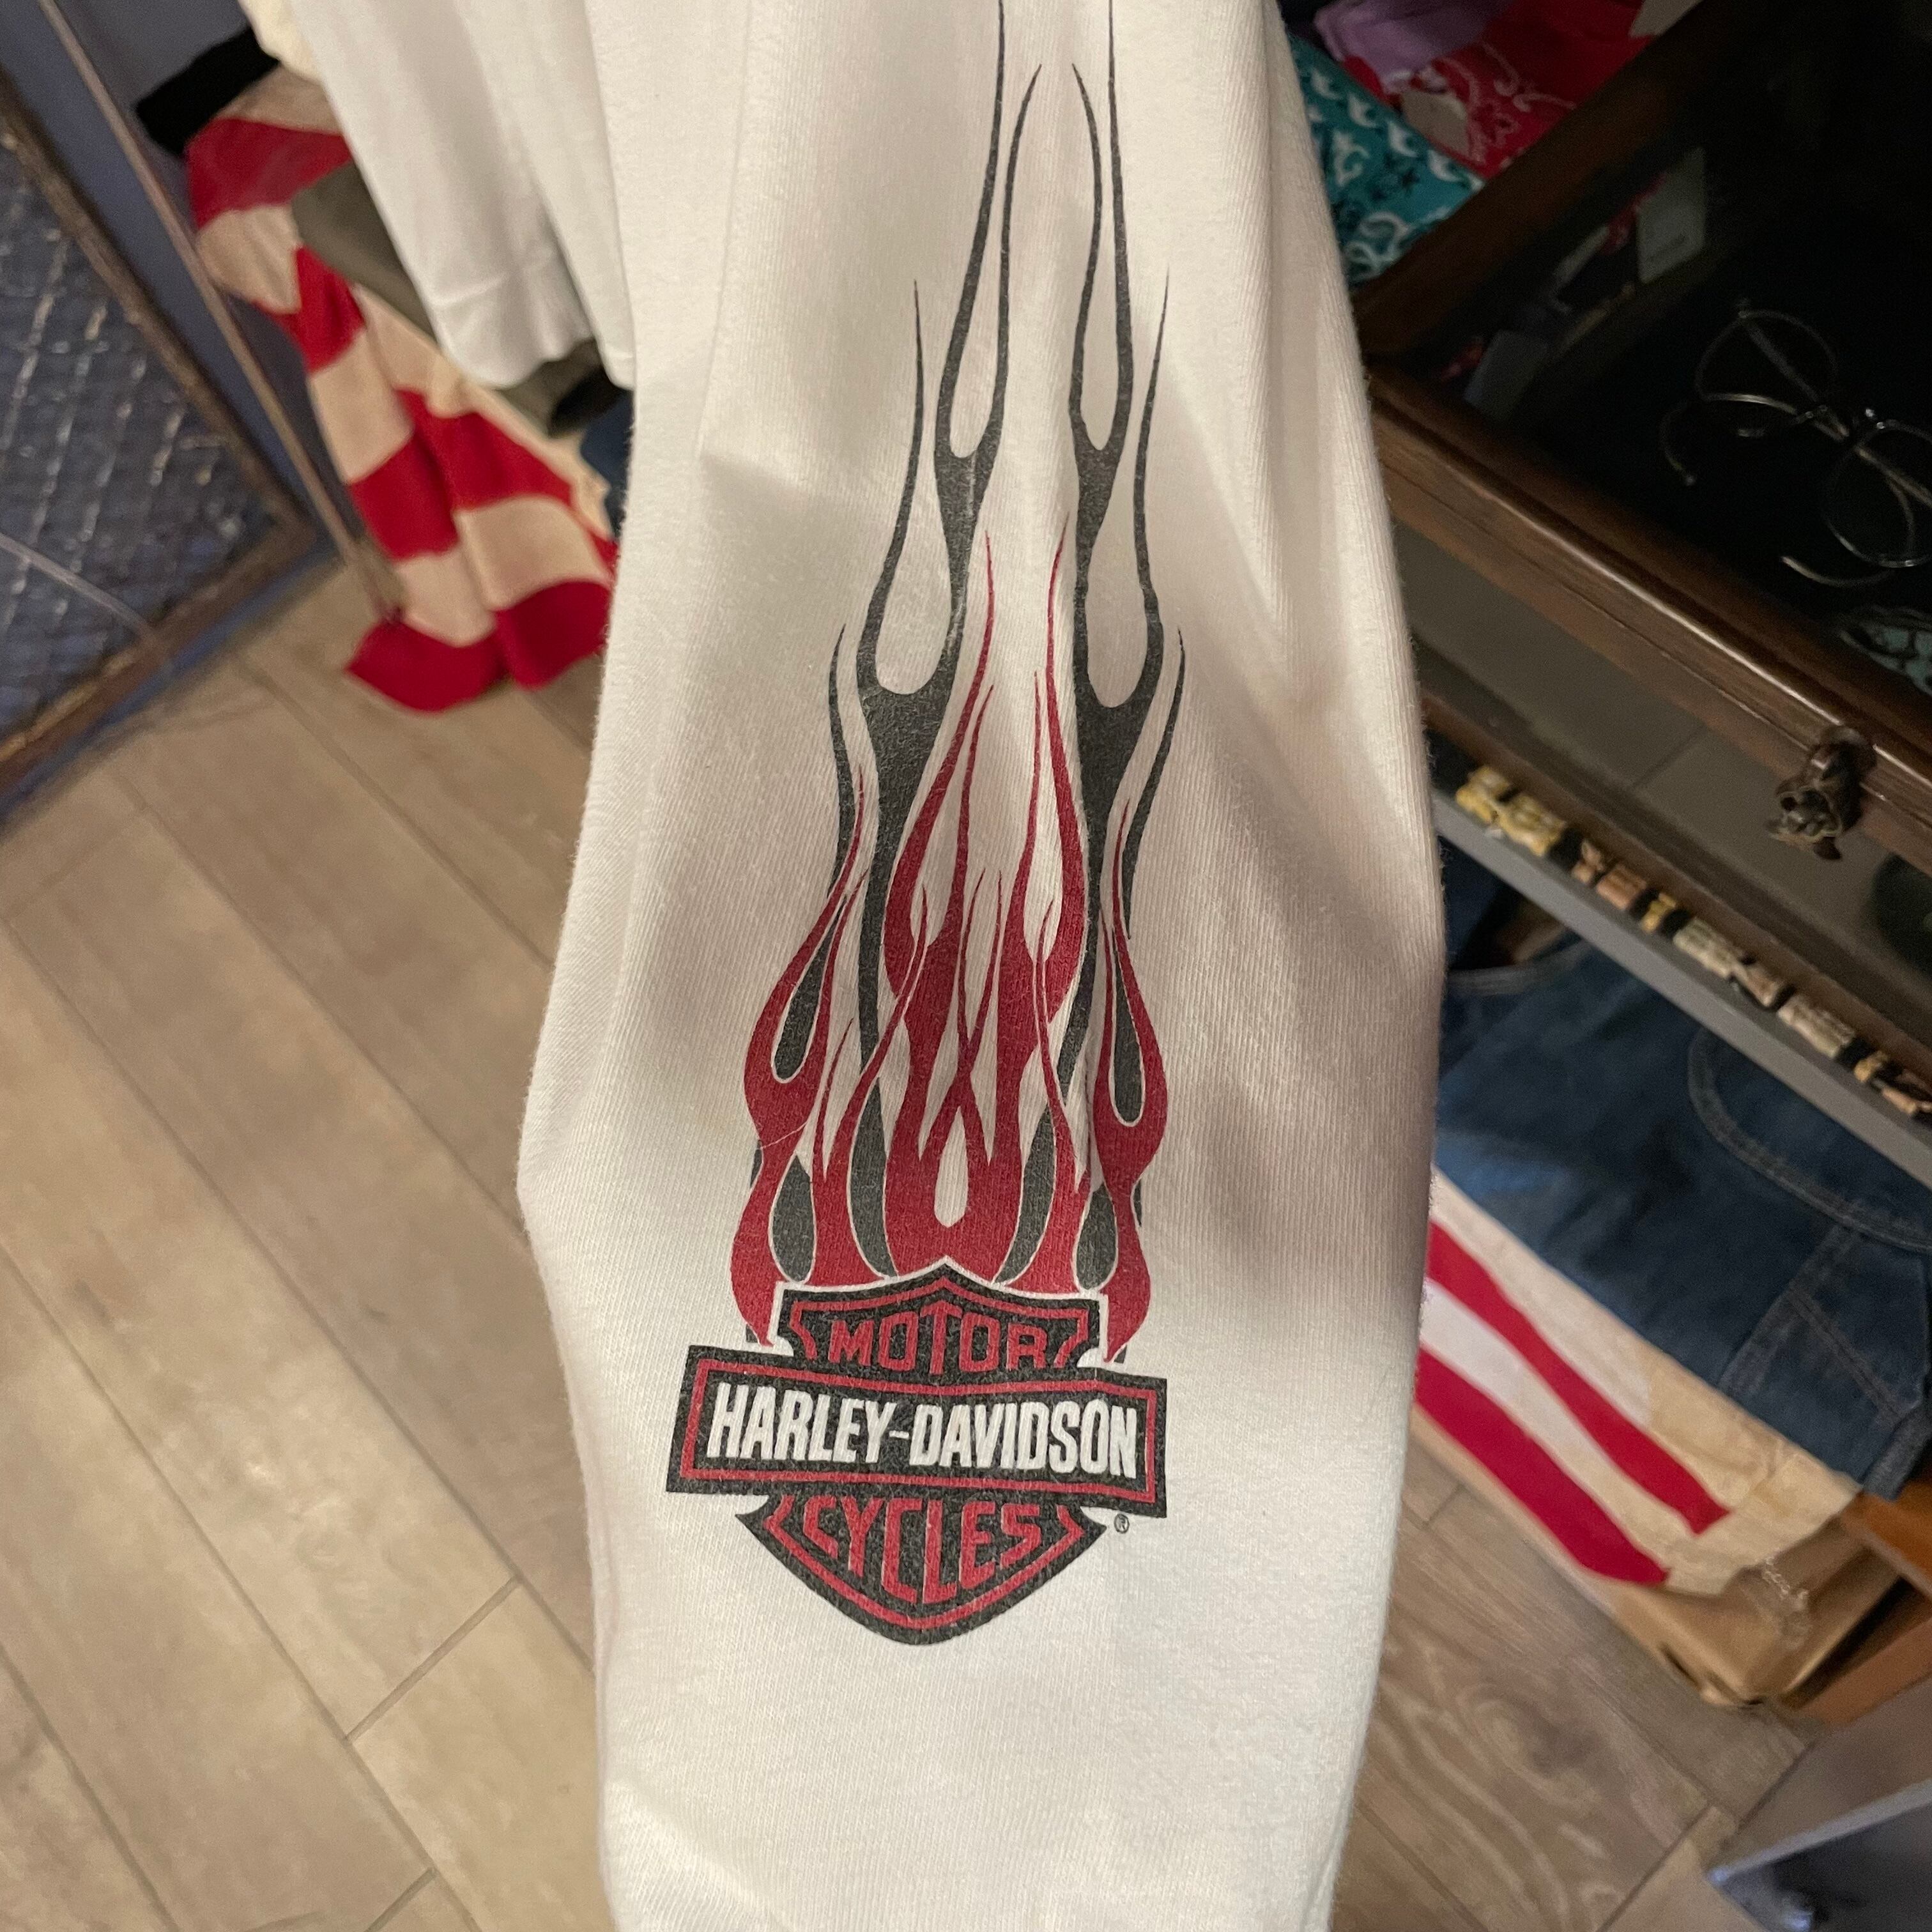 MOTOR
HARLEY-DAVIDSON
CYCLES
®